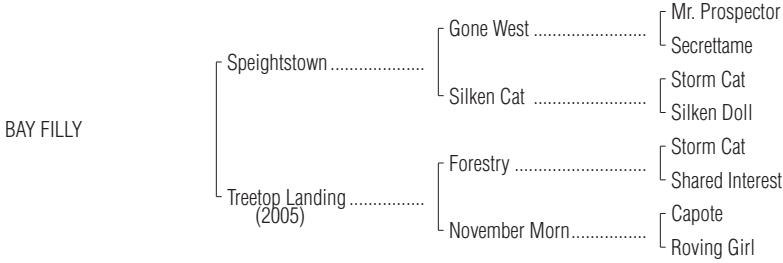 Mr. Prospector
Gone West ........................
Secrettame
Speightstown ....................
Storm Cat
Silken Cat ........................
Silken Doll
BAY FILLY
Storm Cat
Forestry ............................
Shared Interest
Treetop Landing ................
(2005)
Capote
November Morn................
Roving Girl